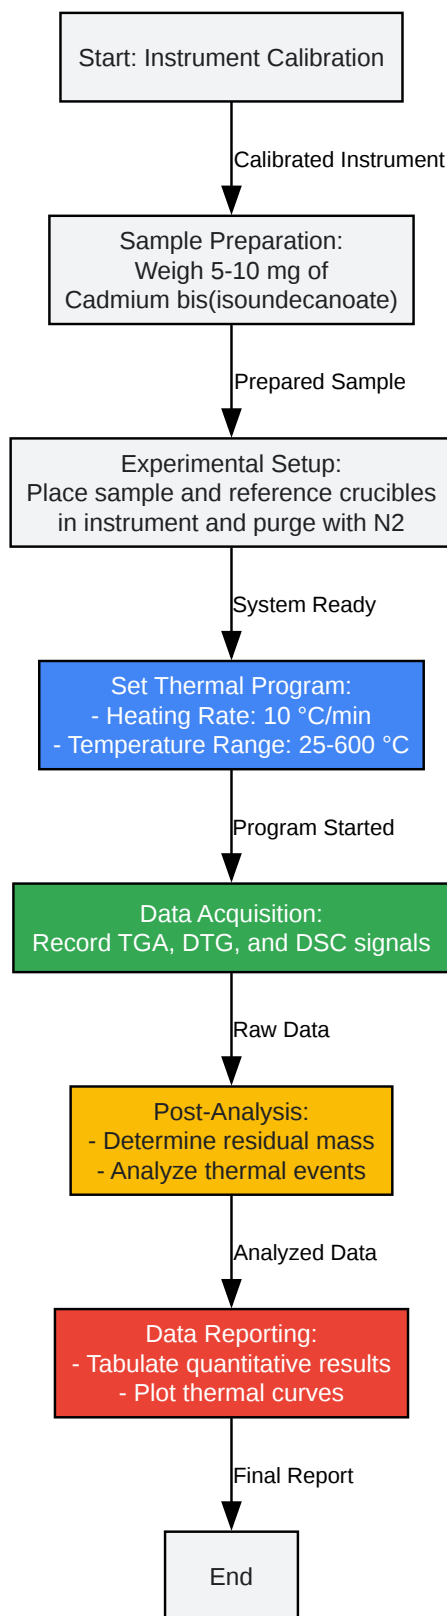 Start: Instrument Calibration
Calibrated Instrument
Sample Preparation:
Weigh 5-10 mg of
Cadmium bis(isoundecanoate)
Prepared Sample
Experimental Setup:
Place sample and reference crucibles
in instrument and purge with N2
System Ready
Set Thermal Program:
- Heating Rate: 10 °C/min
- Temperature Range: 25-600 °C
Program Started
Data Acquisition:
Record TGA, DTG, and DSC signals
Raw Data
Post-Analysis:
- Determine residual mass
- Analyze thermal events
Analyzed Data
Data Reporting:
- Tabulate quantitative results
- Plot thermal curves
Final Report
End